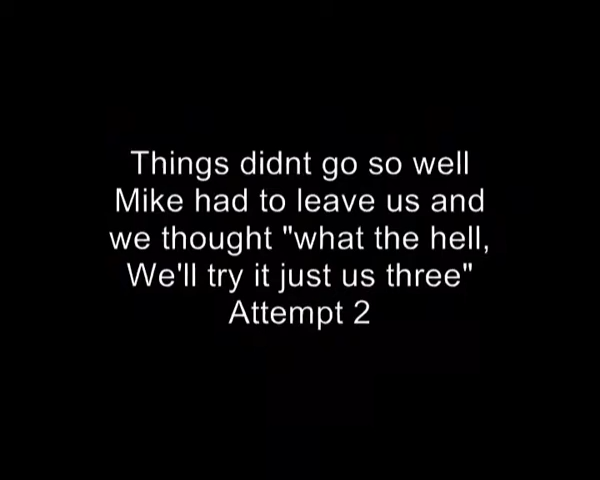 Things didnt go so well
Mike had to leave us and
we thought "what the hell,
We'll try it just us three"
Attempt 2